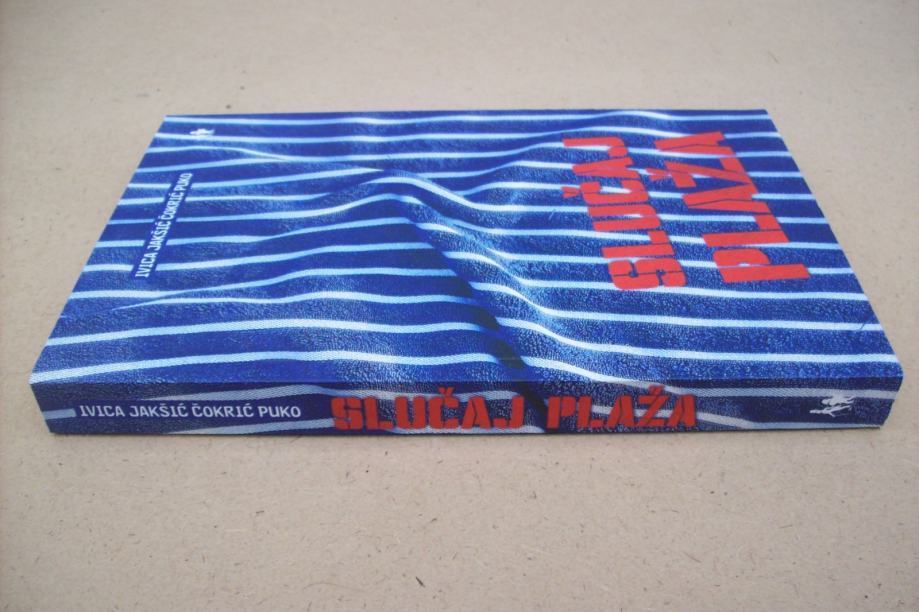 IVICA JAKŠIĆ ČOKRIĆ PUKO
SLUČAJ
PLAŽA
IVICA JAKŠIĆ ČOKRIĆ PUKO SLUČAJ PLAŽA